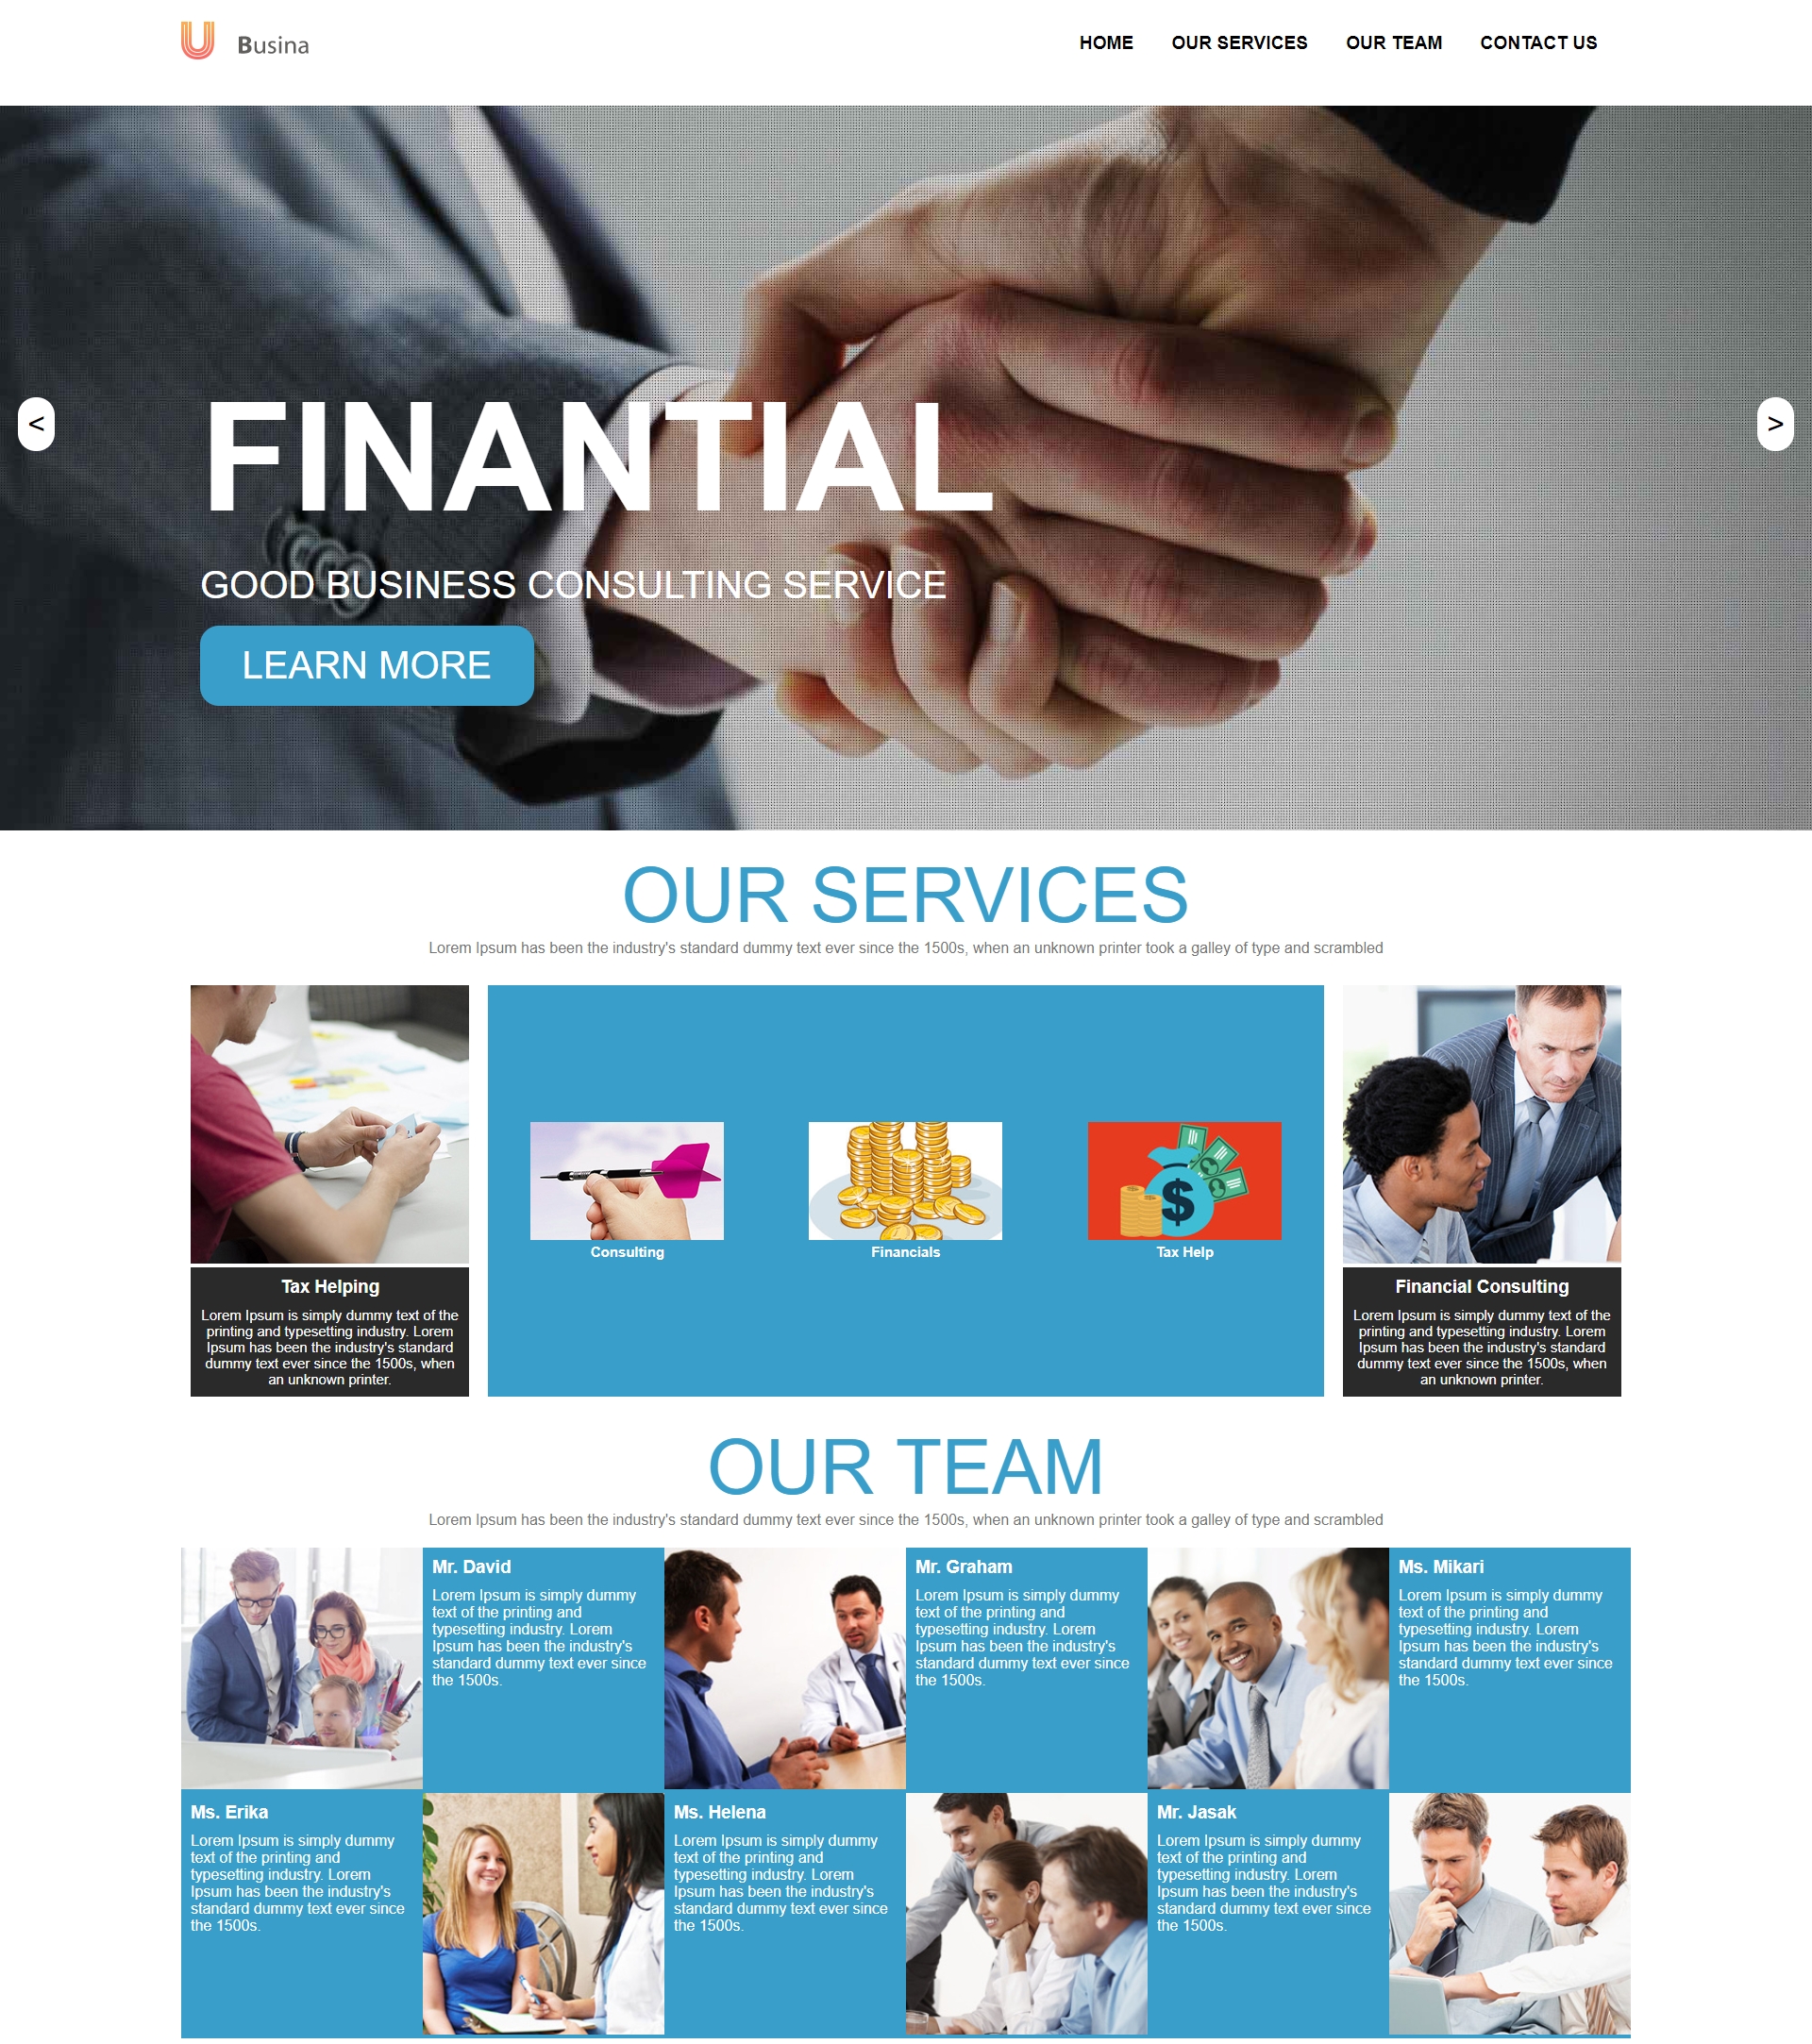 Busina
HOME OUR SERVICES OUR TEAM CONTACT US
< >
FINANTIAL
GOOD BUSINESS CONSULTING SERVICE
LEARN MORE
OUR SERVICES
Lorem Ipsum has been the industry's standard dummy text ever since the 1500s, when an unknown printer took a galley of type and scrambled
Tax Helping
Lorem Ipsum is simply dummy text of the
printing and typesetting industry. Lorem
Ipsum has been the industry's standard
dummy text ever since the 1500s, when
an unknown printer.
Consulting
Financials
$
Tax Help
Financial Consulting
Lorem Ipsum is simply dummy text of the
printing and typesetting industry. Lorem
Ipsum has been the industry's standard
dummy text ever since the 1500s, when
an unknown printer.
OUR TEAM
Lorem Ipsum has been the industry's standard dummy text ever since the 1500s, when an unknown printer took a galley of type and scrambled
Mr. David
Lorem Ipsum is simply dummy
text of the printing and
typesetting industry. Lorem
Ipsum has been the industry's
standard dummy text ever since
the 1500s.
Mr. Graham
Lorem Ipsum is simply dummy
text of the printing and
typesetting industry. Lorem
Ipsum has been the industry's
standard dummy text ever since
the 1500s.
Ms. Mikari
Lorem Ipsum is simply dummy
text of the printing and
typesetting industry. Lorem
Ipsum has been the industry's
standard dummy text ever since
the 1500s.
Ms. Erika
Lorem Ipsum is simply dummy
text of the printing and
typesetting industry. Lorem
Ipsum has been the industry's
standard dummy text ever since
the 1500s.
Ms. Helena
Lorem Ipsum is simply dummy
text of the printing and
typesetting industry. Lorem
Ipsum has been the industry's
standard dummy text ever since
the 1500s.
Mr. Jasak
Lorem Ipsum is simply dummy
text of the printing and
typesetting industry. Lorem
Ipsum has been the industry's
standard dummy text ever since
the 1500s.